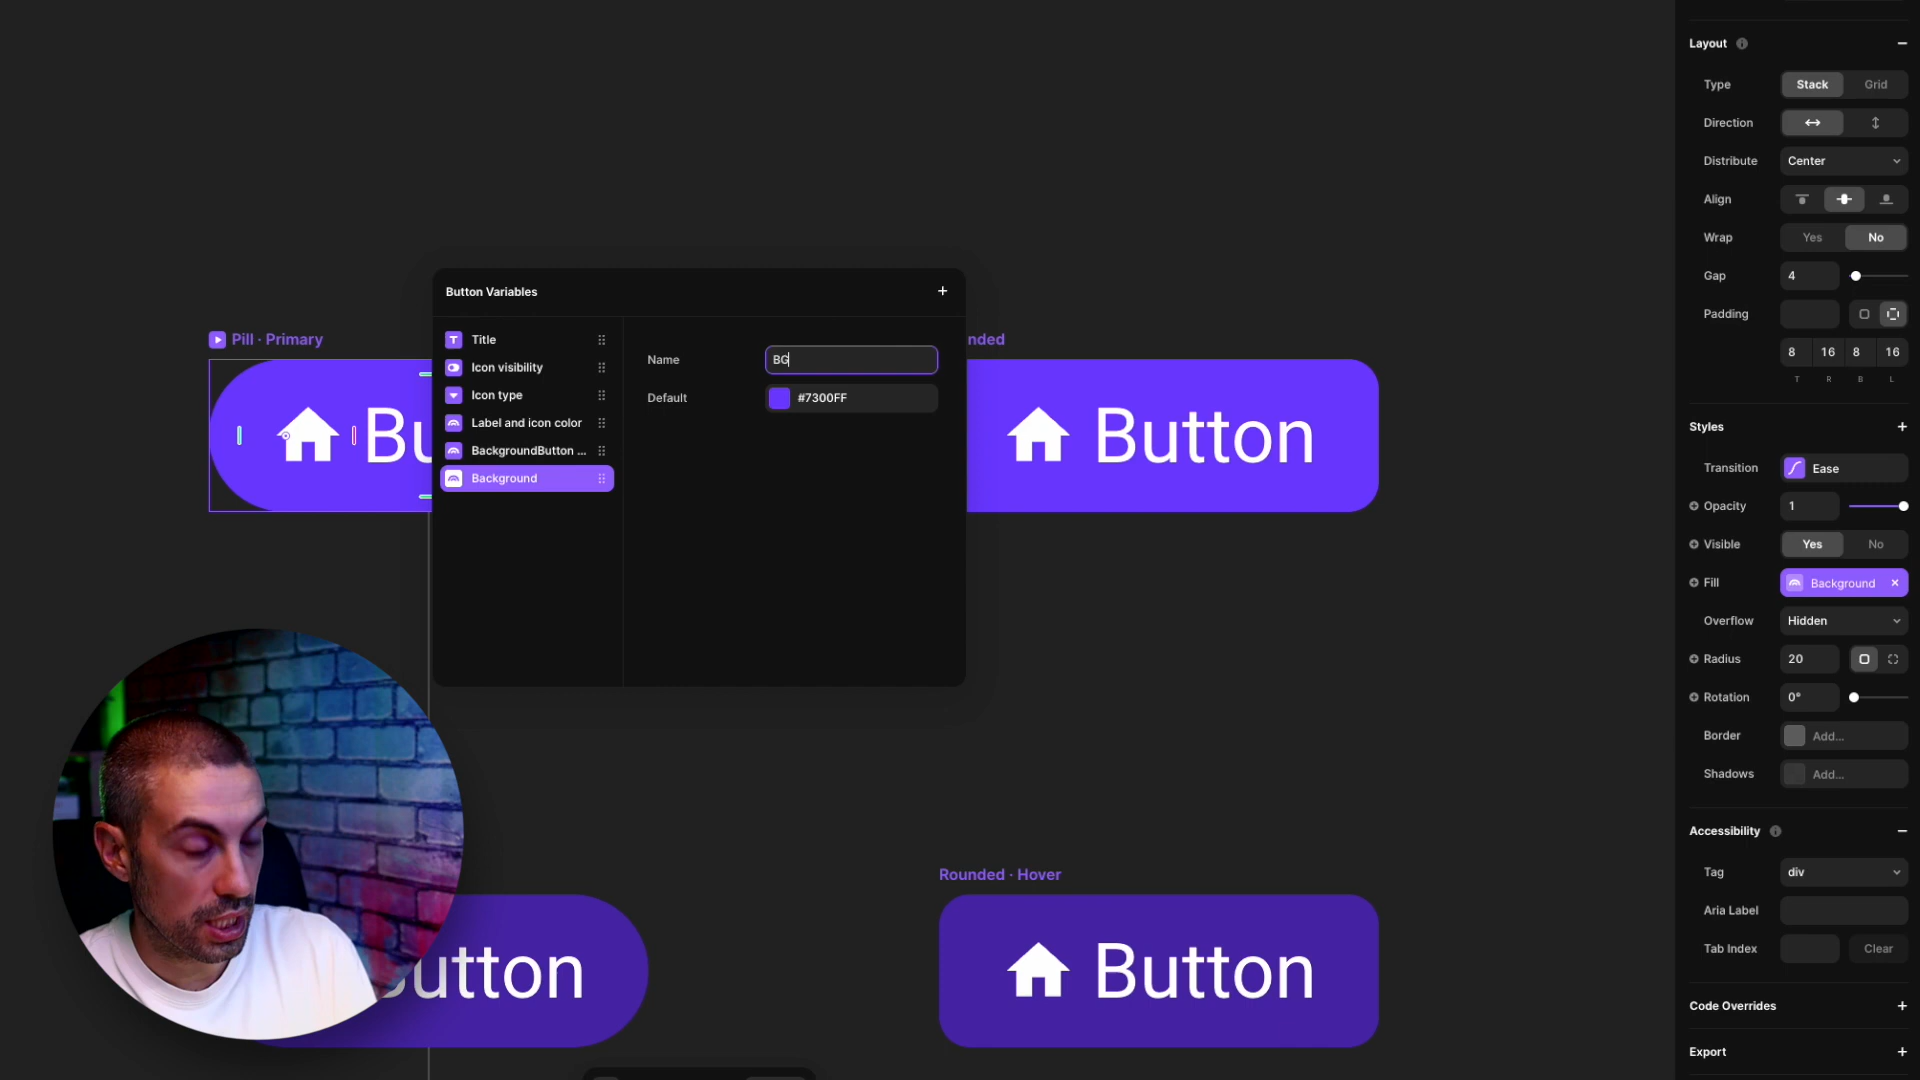 Layout
Type
Stack
Grid
Direction
Distribute
Center
Align
Wrap
Yes
No
Gap
4
Padding
8
16
8
16
T
R
B
L
Button Variables
Title
Icon visibility
Icon type
Label and icon color
BackgroundButton ...
Background
Name
BG
Default
#7300FF
Pill · Primary
Bu
nded
Button
Styles
Transition
Ease
Opacity
1
Visible
Yes
No
Fill
Background
Overflow
Hidden
Radius
20
Rotation
0°
Border
Add...
Shadows
Add...
Accessibility
Tag
div
Aria Label
Tab Index
Clear
Code Overrides
Export
Rounded · Hover
Button
Button